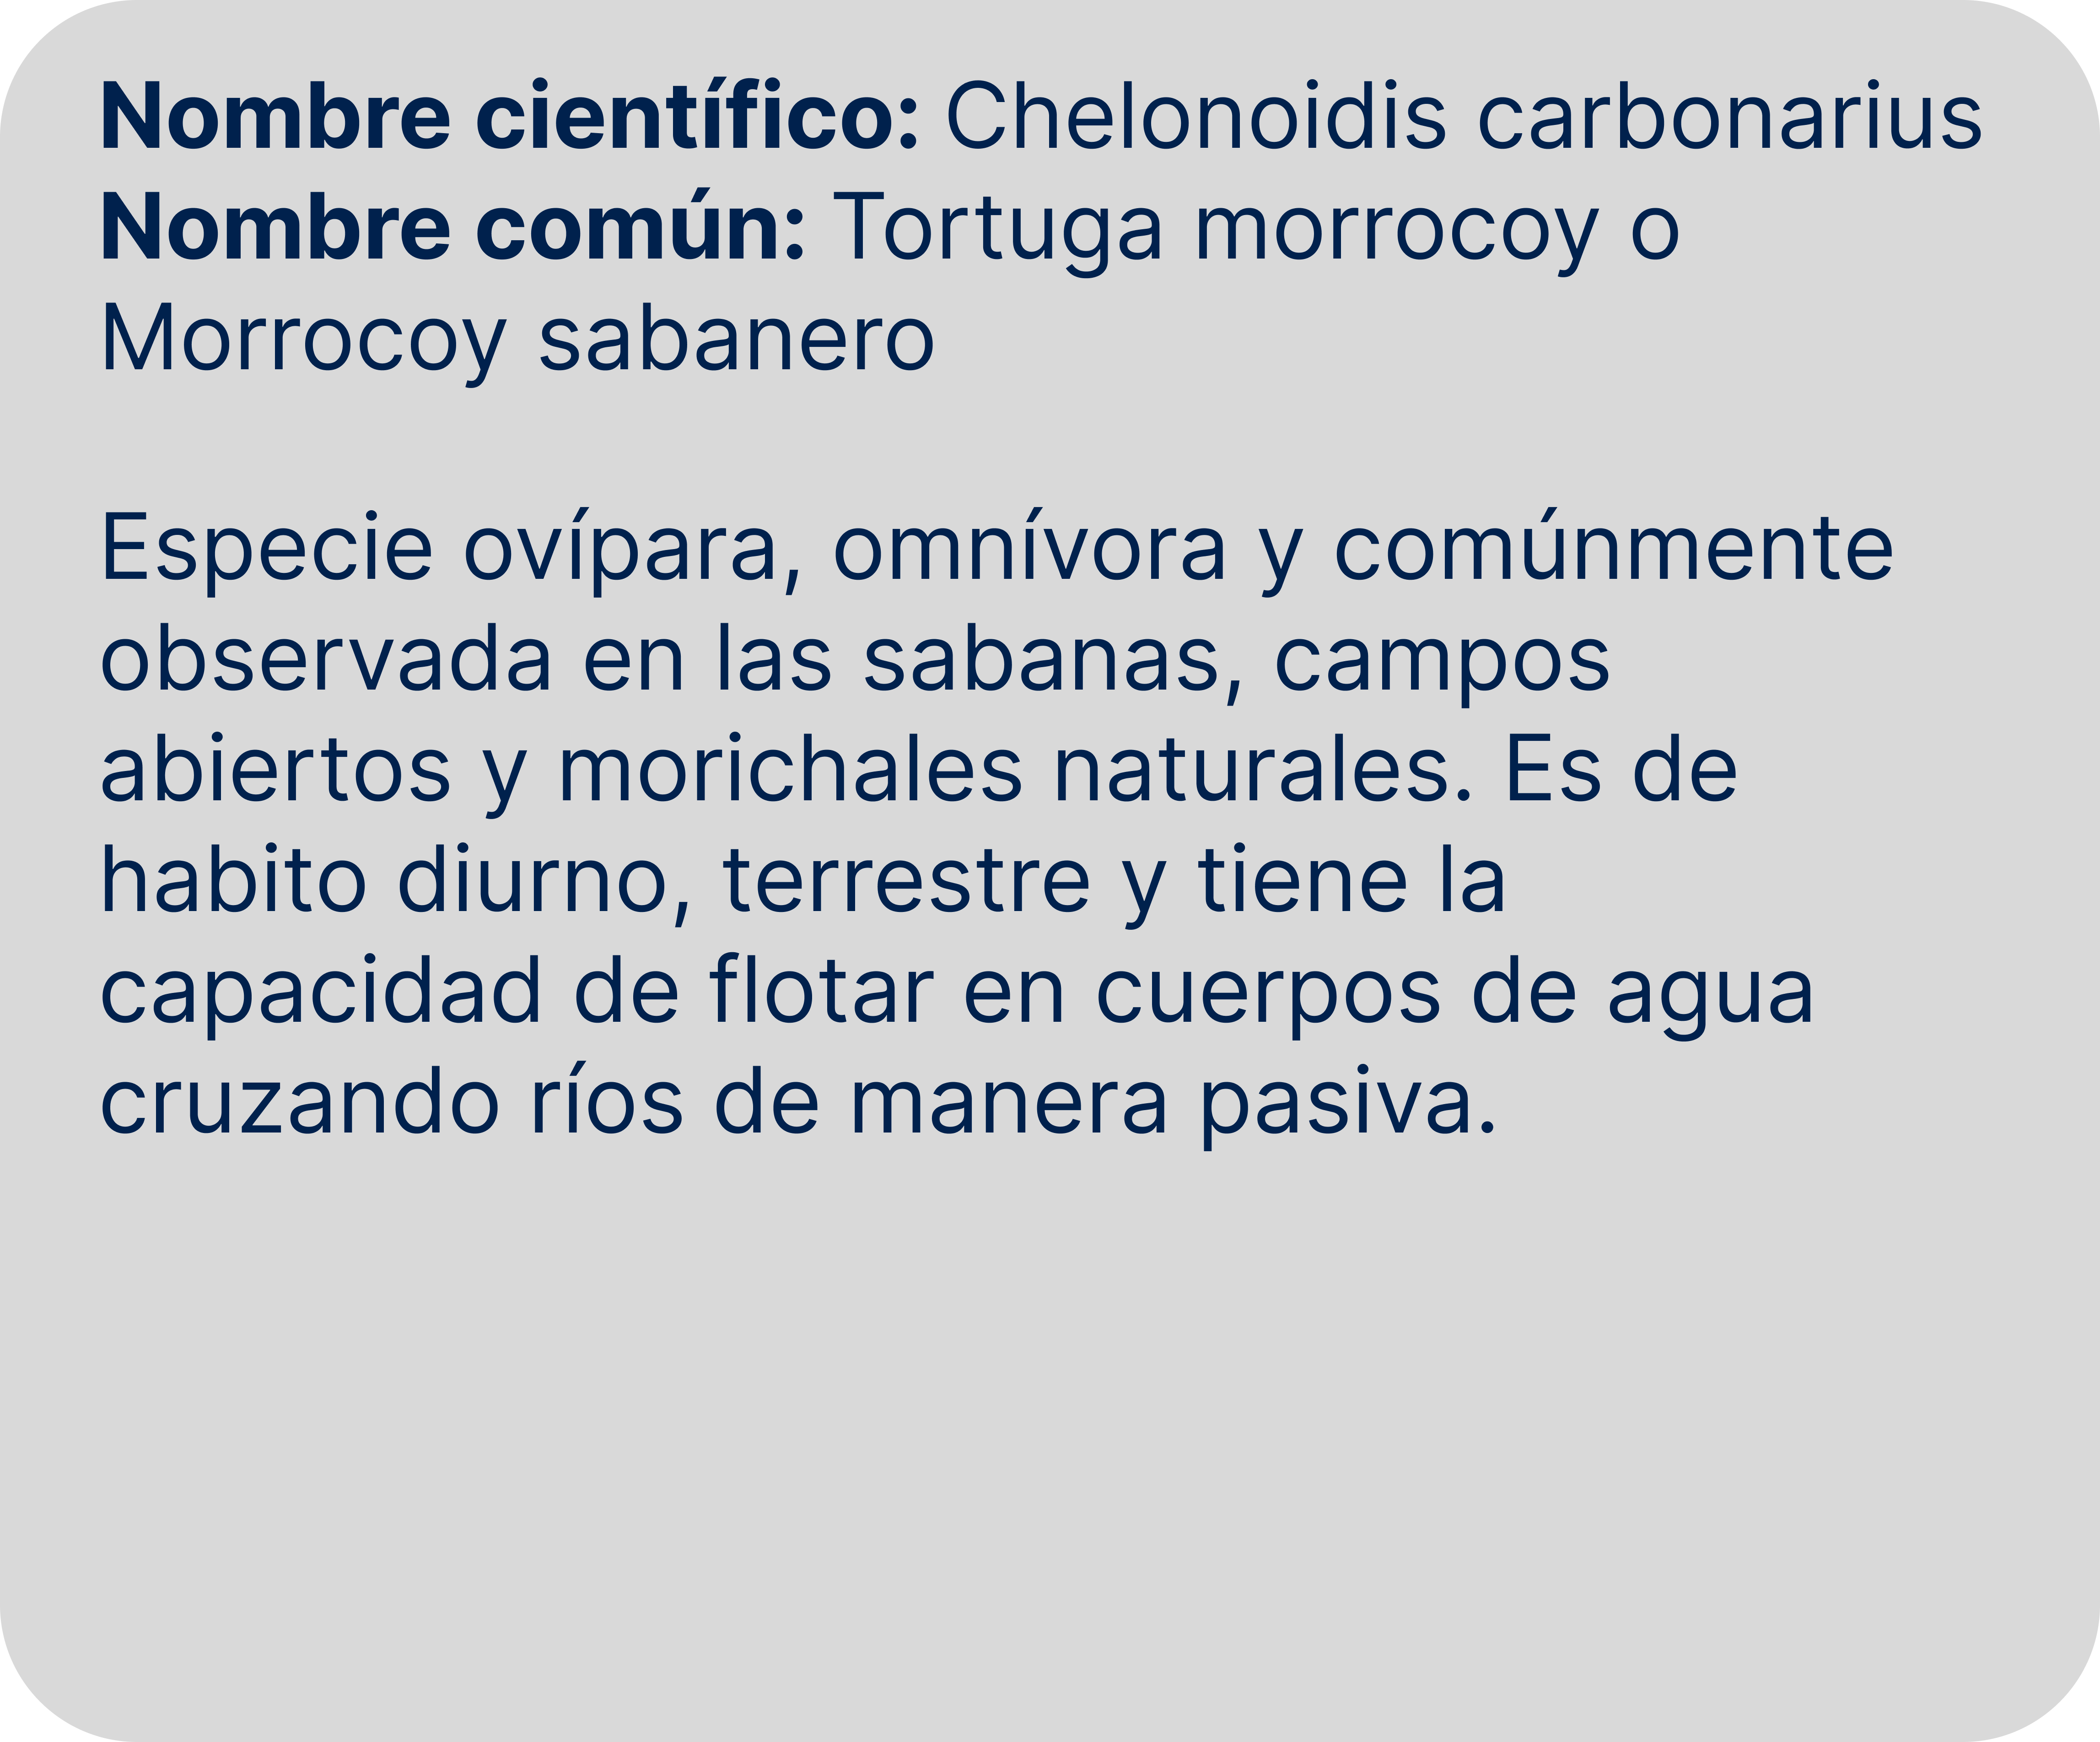 Nombre científico: Chelonoidis carbonarius
Nombre común: Tortuga morrocoy o
Morrocoy sabanero
Especie ovípara, omnívora y comúnmente
observada en las sabanas, campos
abiertos y morichales naturales. Es de
habito diurno, terrestre y tiene la
capacidad de flotar en cuerpos de agua
cruzando ríos de manera pasiva.